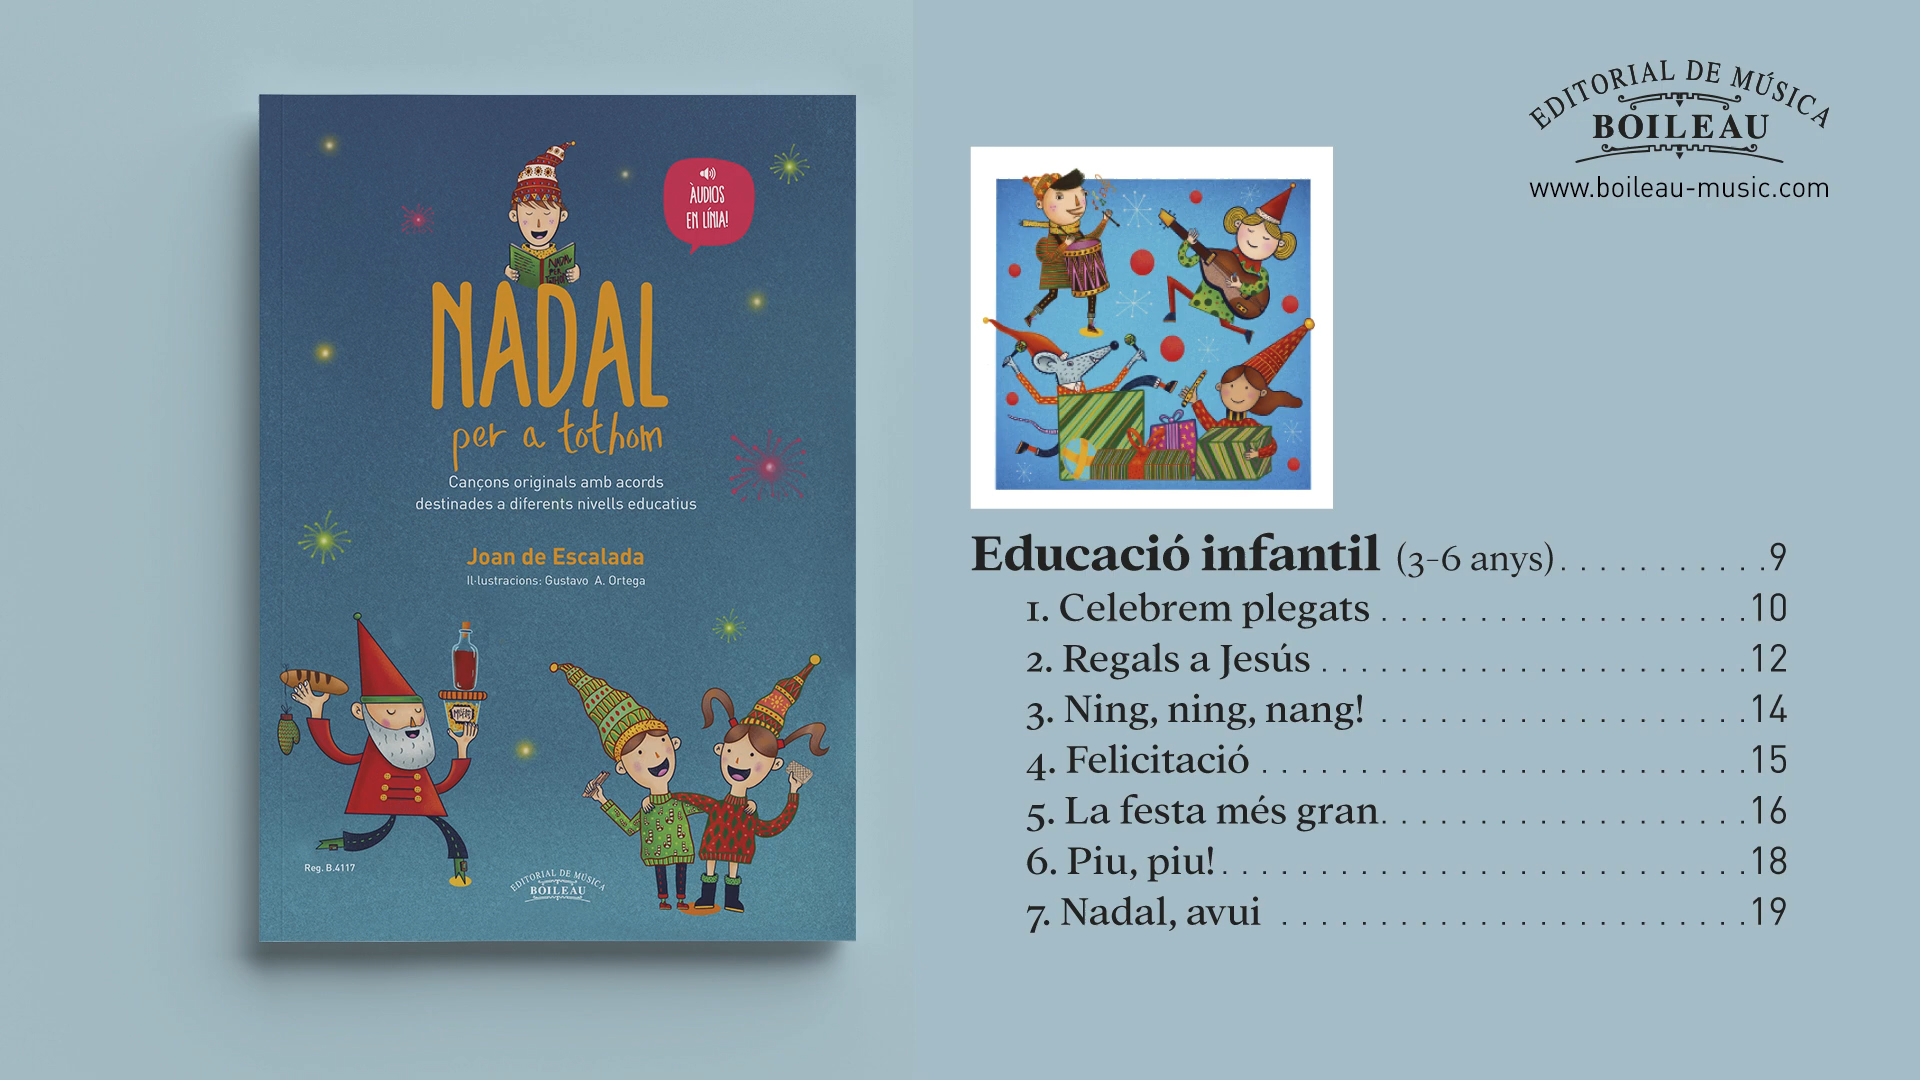 ÀUDIOS
EN LÍNIA!
NADAL
PER A
TOTHOM
NADAL
per a tothom
Cançons originals amb acords
destinades a diferents nivells educatius
Joan de Escalada
Il·lustracions: Gustavo A. Ortega
Reg. B.4117
EDITORIAL DE MÚSICA
BOILEAU
EDITORIAL DE MÚSICA
BOILEAU
www.boileau-music.com
Educació infantil (3-6 anys). . . . . . . . . . .9
1. Celebrem plegats . . . . . . . . . . . . . . . . . . .10
2. Regals a Jesús . . . . . . . . . . . . . . . . . . . . . .12
3. Ning, ning, nang! . . . . . . . . . . . . . . . . . . .14
4. Felicitació . . . . . . . . . . . . . . . . . . . . . . . . .15
5. La festa més gran. . . . . . . . . . . . . . . . . . .16
6. Piu, piu!. . . . . . . . . . . . . . . . . . . . . . . . . . .18
7. Nadal, avui . . . . . . . . . . . . . . . . . . . . . . . .19